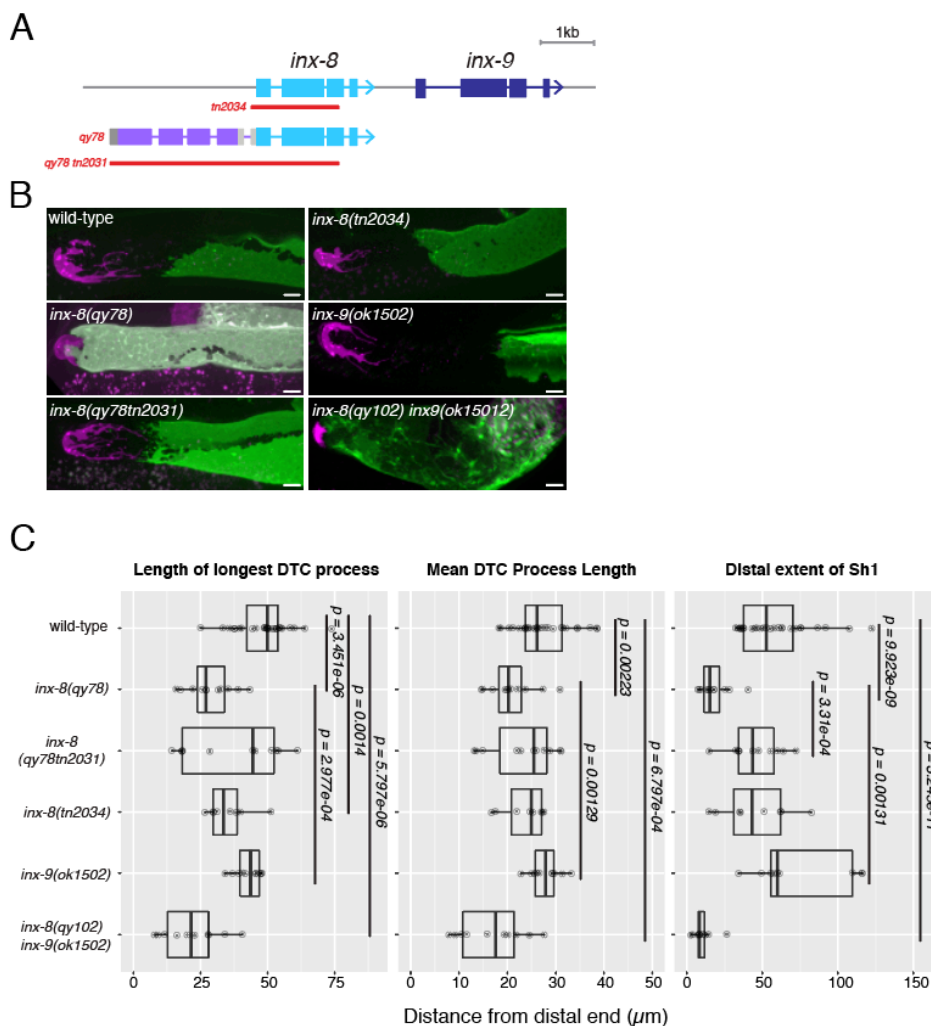 A
1kb
inx-8 inx-9
tn2034
qy78
qy78 tn2031
B
wild-type
inx-8(tn2034)
inx-8(qy78)
inx-9(ok1502)
inx-8(qy78tn2031)
inx-8(qy102) inx9(ok15012)
C
Length of longest DTC process
Mean DTC Process Length
Distal extent of Sh1
wild-type
inx-8(qy78)
inx-8
(qy78tn2031)
inx-8(tn2034)
inx-9(ok1502)
inx-8(qy102)
inx-9(ok1502)
p = 3.451e-06
p = 0.0014
p = 2.977e-04
p = 5.797e-06
p = 0.00223
p = 0.00129
p = 6.797e-04
p = 9.923e-09
p = 3.31e-04
p = 0.00131
0 25 50 75
0 10 20 30 40 50
0 50 100 150
Distance from distal end (µm)